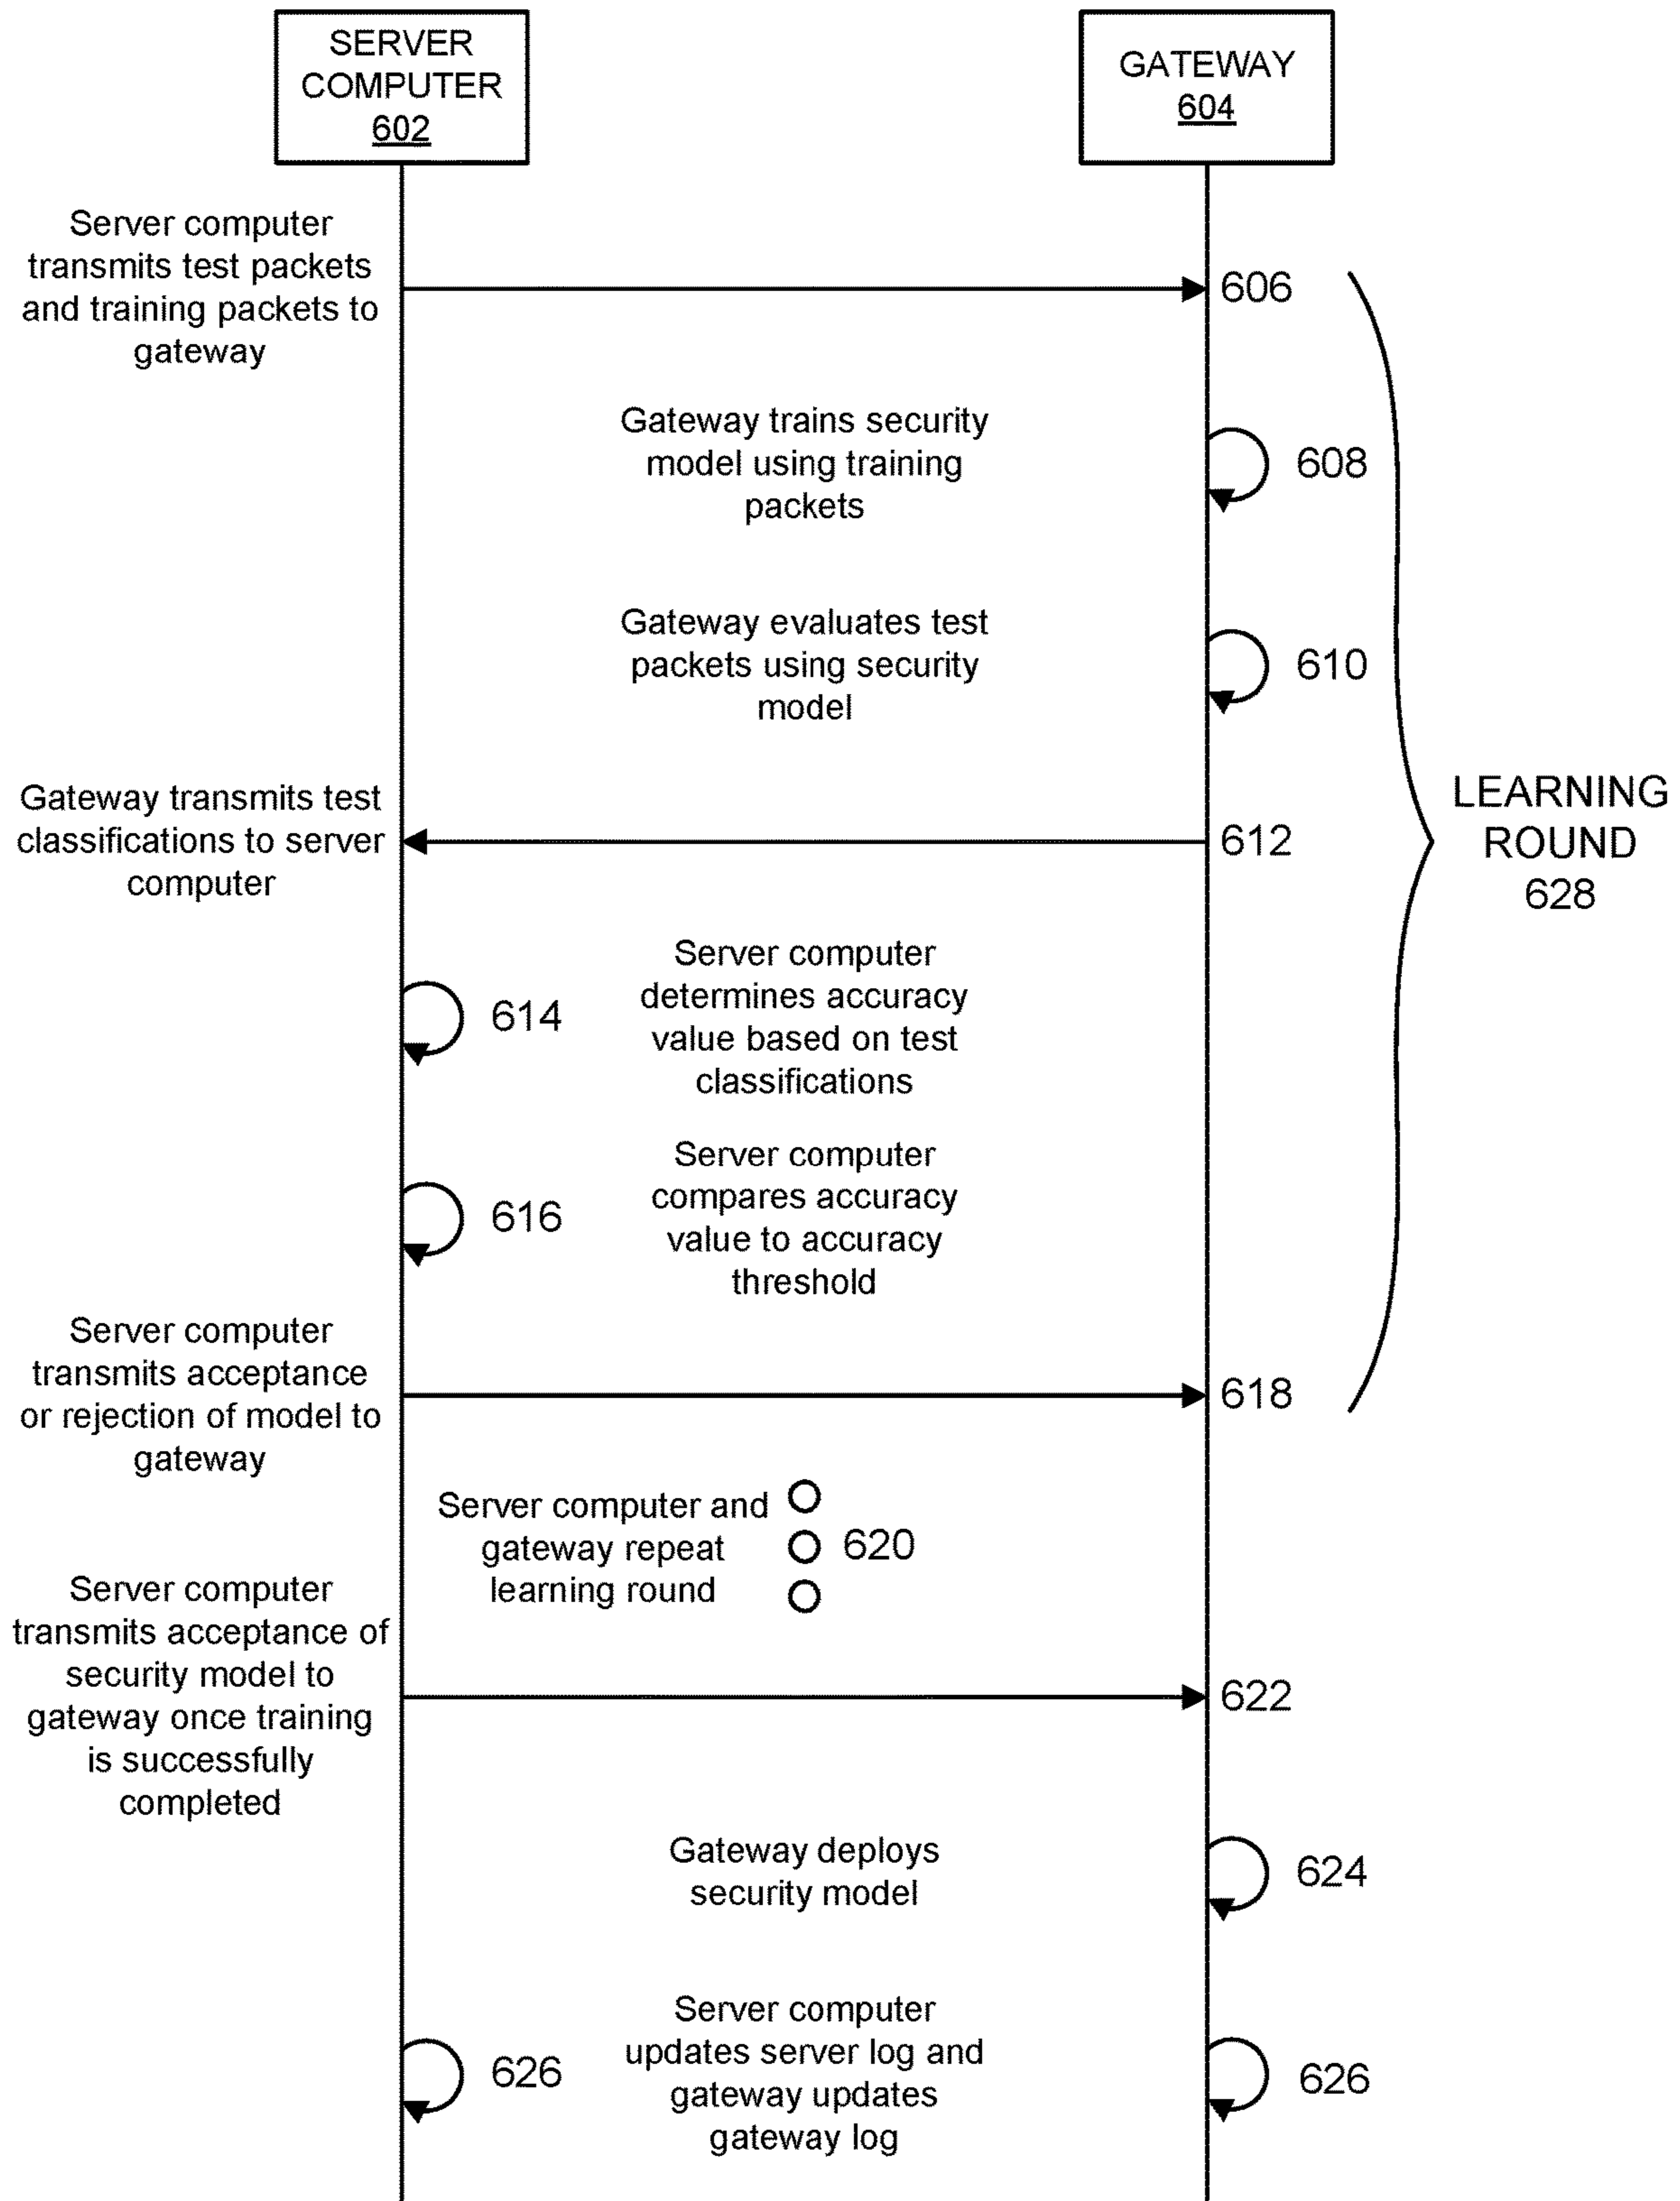 SERVER
COMPUTER
602
GATEWAY
604
Server computer
transmits test packets
and training packets to
gateway
606
Gateway trains security
model using training
packets
608
Gateway evaluates test
packets using security
model
610
Gateway transmits test
classifications to server
computer
612
LEARNING
ROUND
628
614
Server computer
determines accuracy
value based on test
classifications
616
Server computer
compares accuracy
value to accuracy
threshold
Server computer
transmits acceptance
or rejection of model to
gateway
618
Server computer and
gateway repeat
learning round
620
Server computer
transmits acceptance of
security model to
gateway once training
is successfully
completed
622
Gateway deploys
security model
624
626
Server computer
updates server log and
gateway updates
gateway log
626